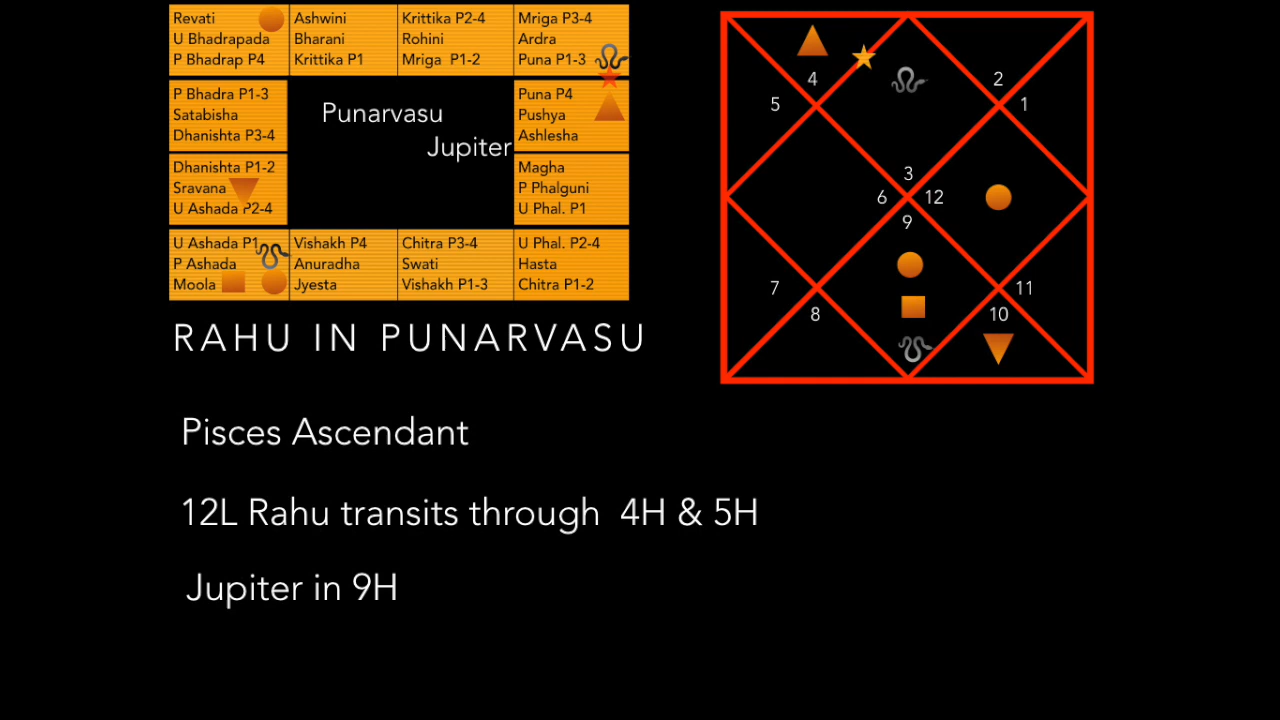 Revati
U Bhadrapada
P Bhadrap P4
Ashwini
Bharani
Krittika P1
Krittika P2-4
Rohini
Mriga P1-2
Mriga P3-4
Ardra
Puna P1-3
P Bhadra P1-3
Satabisha
Dhanishta P3-4
Punarvasu
Jupiter
Puna P4
Pushya
Ashlesha
Dhanishta P1-2
Sravana
U Ashada P2-4
Magha
P Phalguni
U Phal. P1
U Ashada P1
P Ashada
Moola
Vishakh P4
Anuradha
Jyesta
Chitra P3-4
Swati
Vishakh P1-3
U Phal. P2-4
Hasta
Chitra P1-2
4
2
5
1
3
6
12
9
7
11
8
10
RAHU IN PUNARVASU
Pisces Ascendant
12L Rahu transits through 4H & 5H
Jupiter in 9H